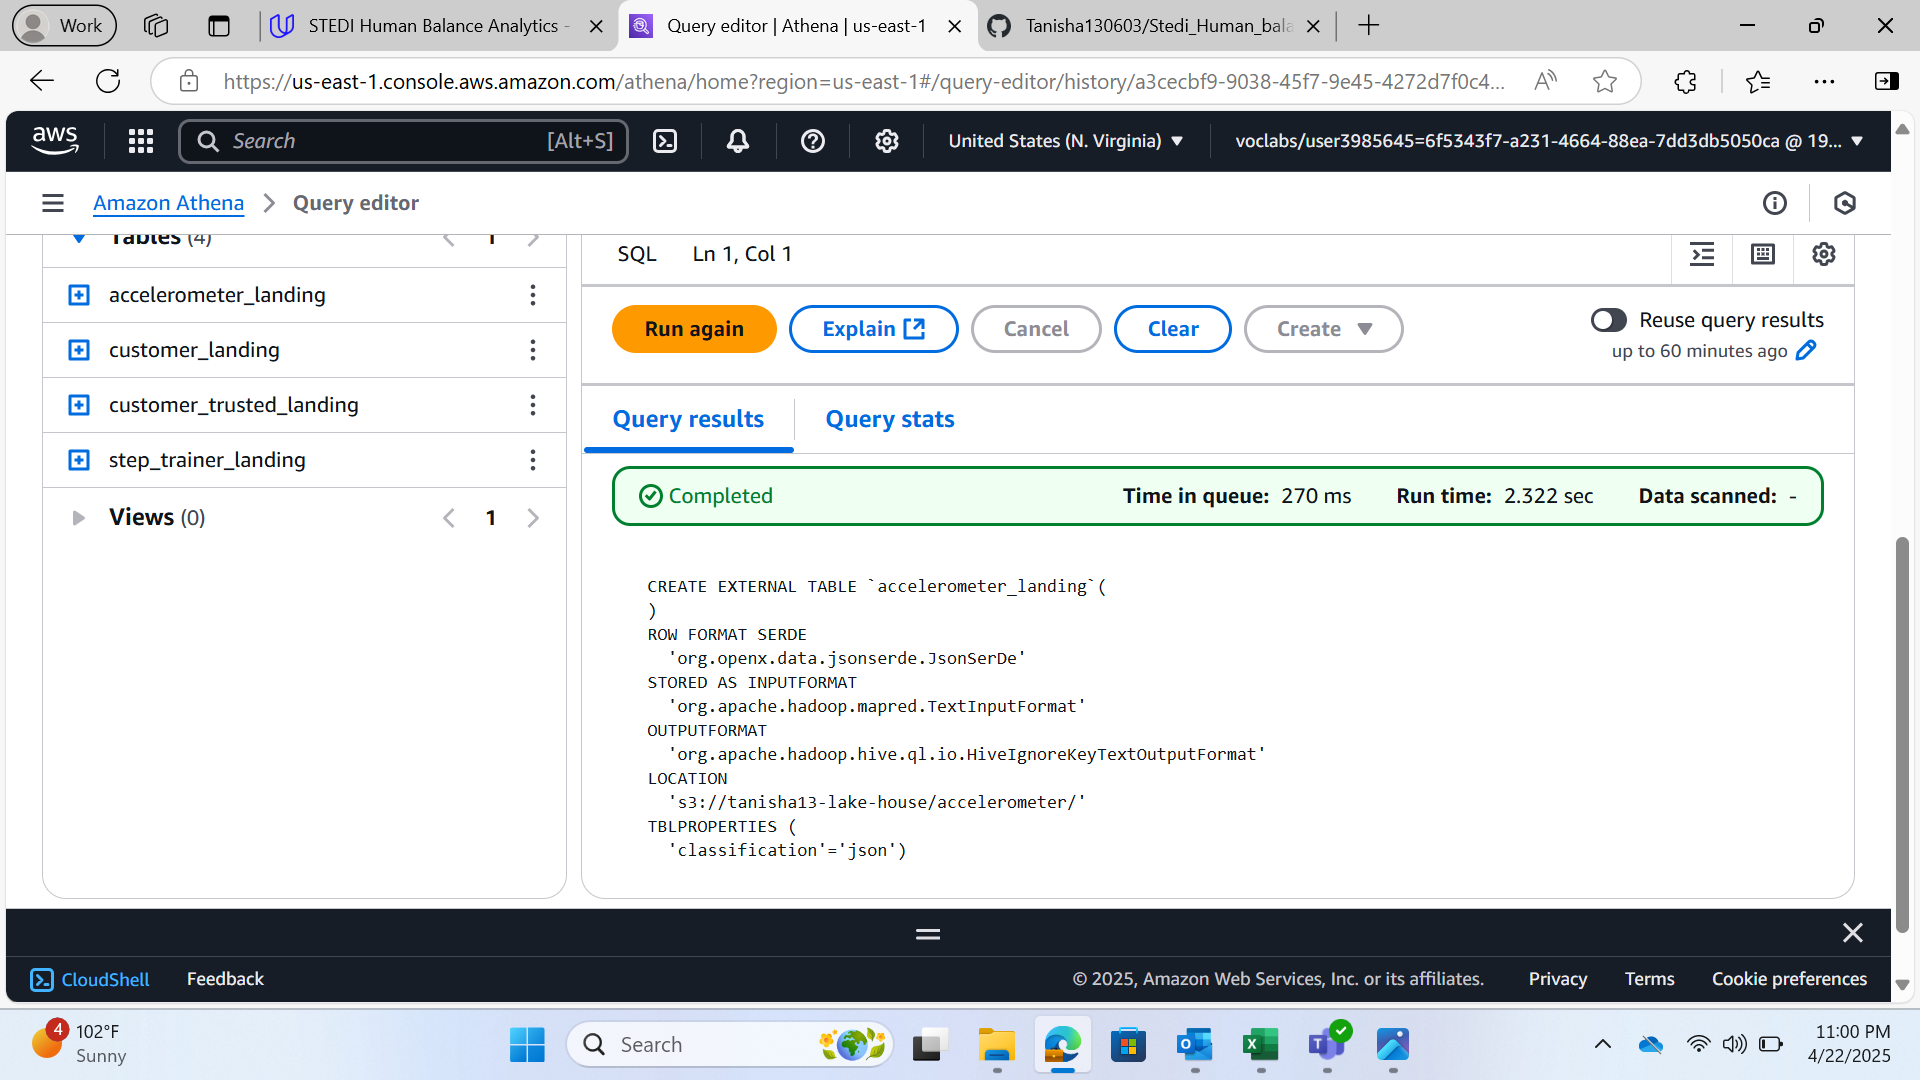 Work
STEDI Human Balance Analytics -
Query editor | Athena | us-east-1
Tanisha130603/Stedi_Human_bala
https://us-east-1.console.aws.amazon.com/athena/home?region=us-east-1#/query-editor/history/a3cecbf9-9038-45f7-9e45-4272d7f0c4...
aws
Search [Alt+S]
United States (N. Virginia)
voclabs/user3985645=6f5343f7-a231-4664-88ea-7dd3db5050ca @ 19...
Amazon Athena > Query editor
Tables (4)
1
accelerometer_landing
customer_landing
customer_trusted_landing
step_trainer_landing
Views (0)
1
SQL Ln 1, Col 1
Run again
Explain
Cancel
Clear
Create
Reuse query results
up to 60 minutes ago
Query results
Query stats
Completed
Time in queue: 270 ms
Run time: 2.322 sec
Data scanned: -
CREATE EXTERNAL TABLE `accelerometer_landing`(
)
ROW FORMAT SERDE
'org.openx.data.jsonserde.JsonSerDe'
STORED AS INPUTFORMAT
'org.apache.hadoop.mapred.TextInputFormat'
OUTPUTFORMAT
'org.apache.hadoop.hive.ql.io.HiveIgnoreKeyTextOutputFormat'
LOCATION
's3://tanisha13-lake-house/accelerometer/'
TBLPROPERTIES (
'classification'='json')
CloudShell
Feedback
© 2025, Amazon Web Services, Inc. or its affiliates.
Privacy
Terms
Cookie preferences
4
102°F
Sunny
Search
11:00 PM
4/22/2025